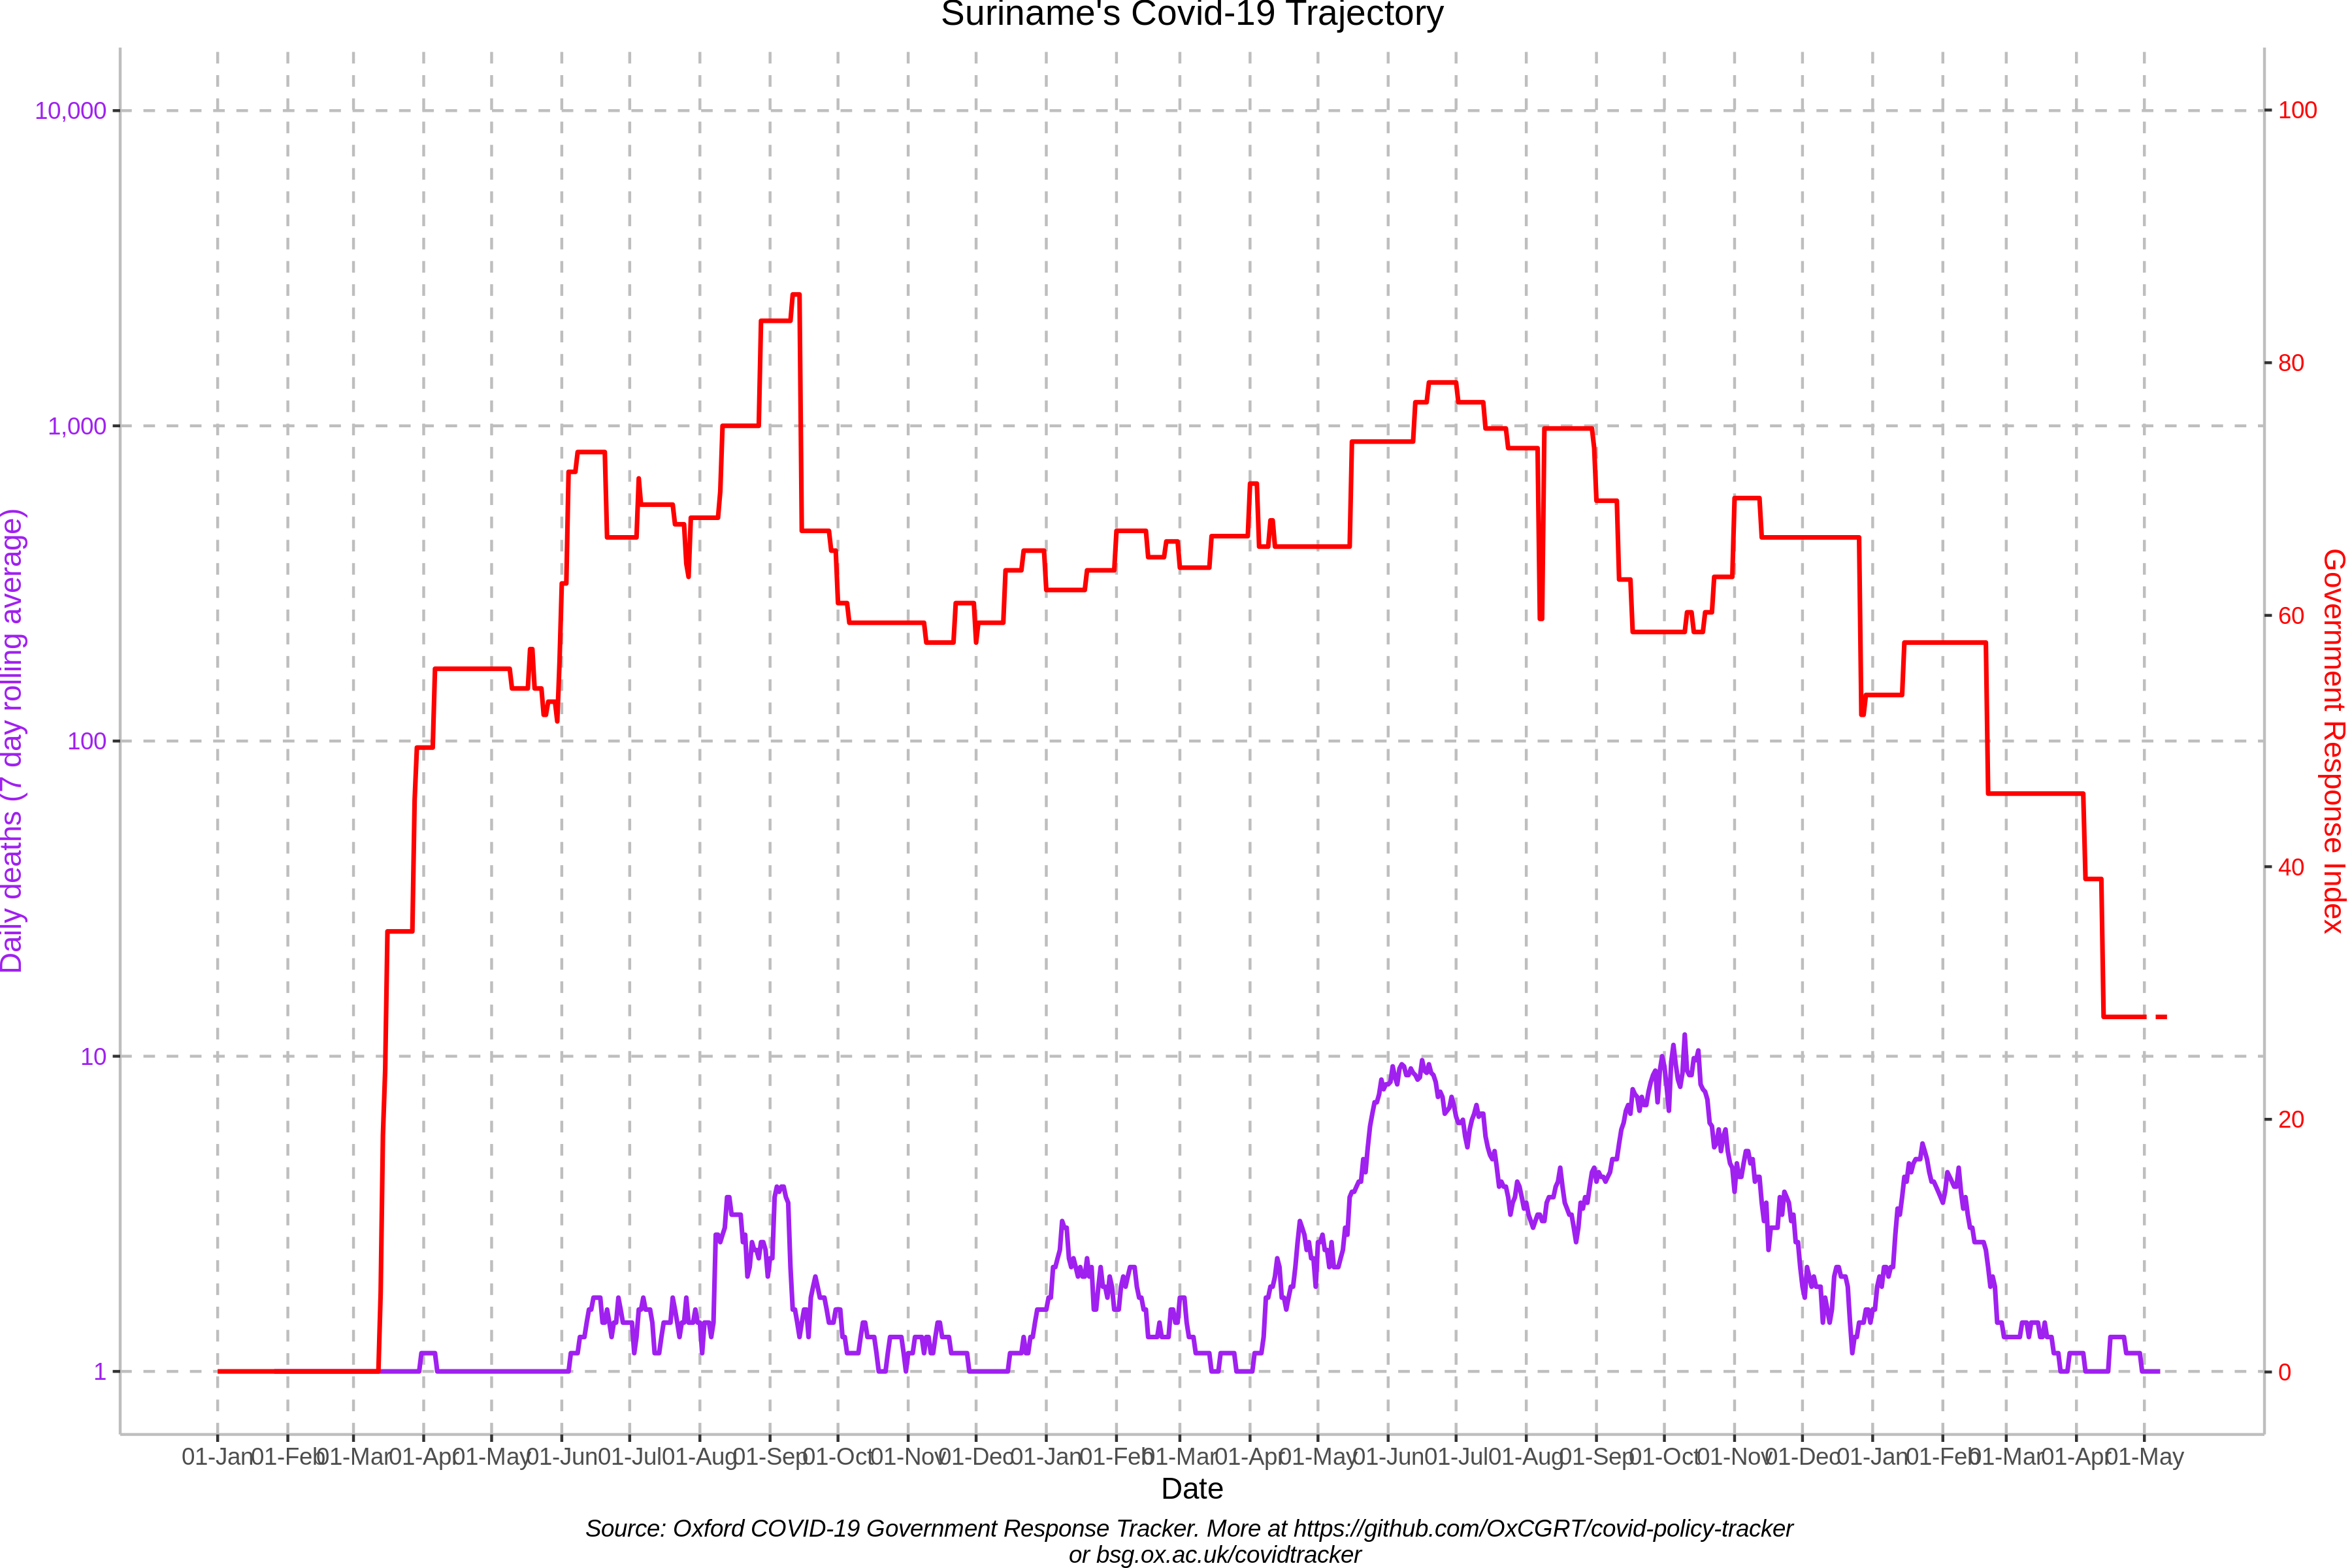 Suriname's Covid-19 Trajectory
10,000
1,000
100
10
1
Daily deaths (7 day rolling average)
100
80
60
40
20
0
Government Response Index
01-Jan 01-Feb 01-Mar 01-Apr 01-May 01-Jun 01-Jul 01-Aug 01-Sep 01-Oct 01-Nov 01-Dec 01-Jan 01-Feb 01-Mar 01-Apr 01-May 01-Jun 01-Jul 01-Aug 01-Sep 01-Oct 01-Nov 01-Dec 01-Jan 01-Feb 01-Mar 01-Apr 01-May
Date
Source: Oxford COVID-19 Government Response Tracker. More at https://github.com/OxCGRT/covid-policy-tracker
or bsg.ox.ac.uk/covidtracker